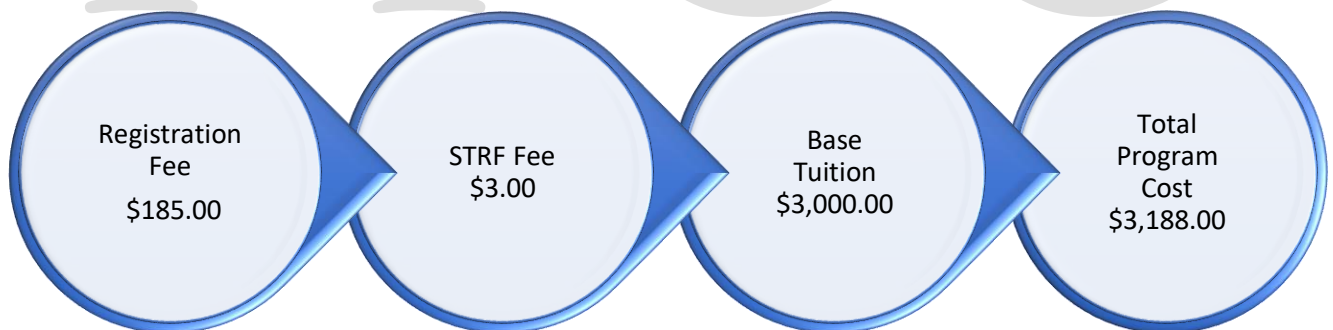 Registration
Fee
$185.00
STRF Fee
$3.00
Base
Tuition
$3,000.00
Total
Program
Cost
$3,188.00